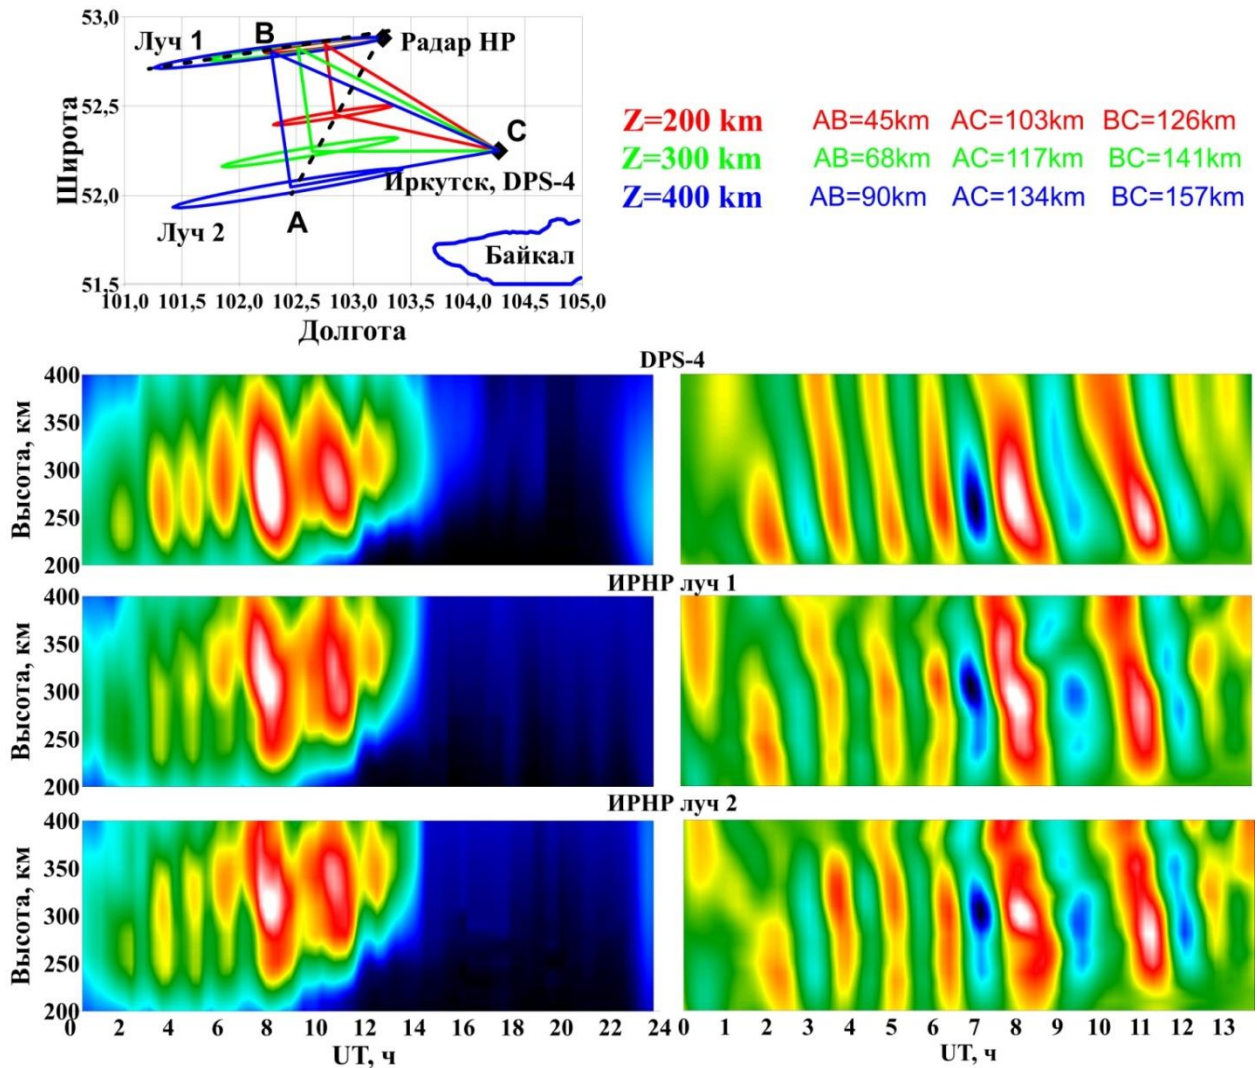 53,0
Луч 1
B
Радар НР
52,5
C
Широта
52,0
Иркутск, DPS-4
A
Луч 2
Байкал
51,5
101,0 101,5 102,0 102,5 103,0 103,5 104,0 104,5 105,0
Долгота
Z=200 km AB=45km AC=103km BC=126km
Z=300 km AB=68km AC=117km BC=141km
Z=400 km AB=90km AC=134km BC=157km
DPS-4
400
350
300
250
200
Высота, км
ИРНР луч 1
400
350
300
250
200
Высота, км
ИРНР луч 2
400
350
300
250
200
Высота, км
0 2 4 6 8 10 12 14 16 18 20 22 24
UT, ч
0 1 2 3 4 5 6 7 8 9 10 11 12 13
UT, ч